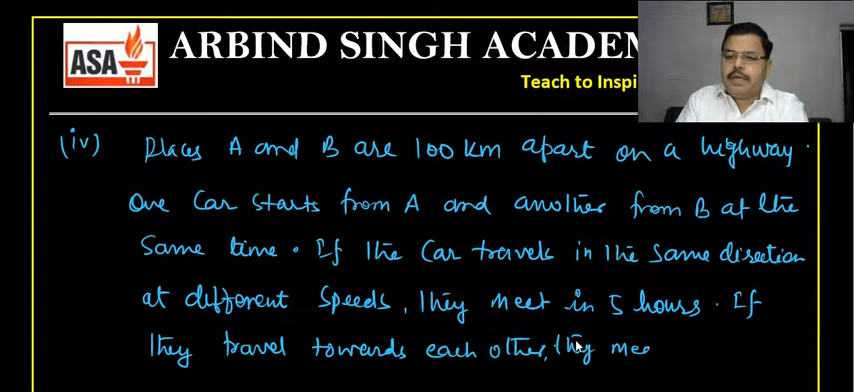 ASA
ARBIND SINGH ACADEM
Teach to Inspi
(iv) Places A and B are 100 km apart on a highway.
One Car starts from A and another from B at the
same time. If the Car travels in the same direction
at different speeds, they meet in 5 hours. If
they travel towards each other, they mee